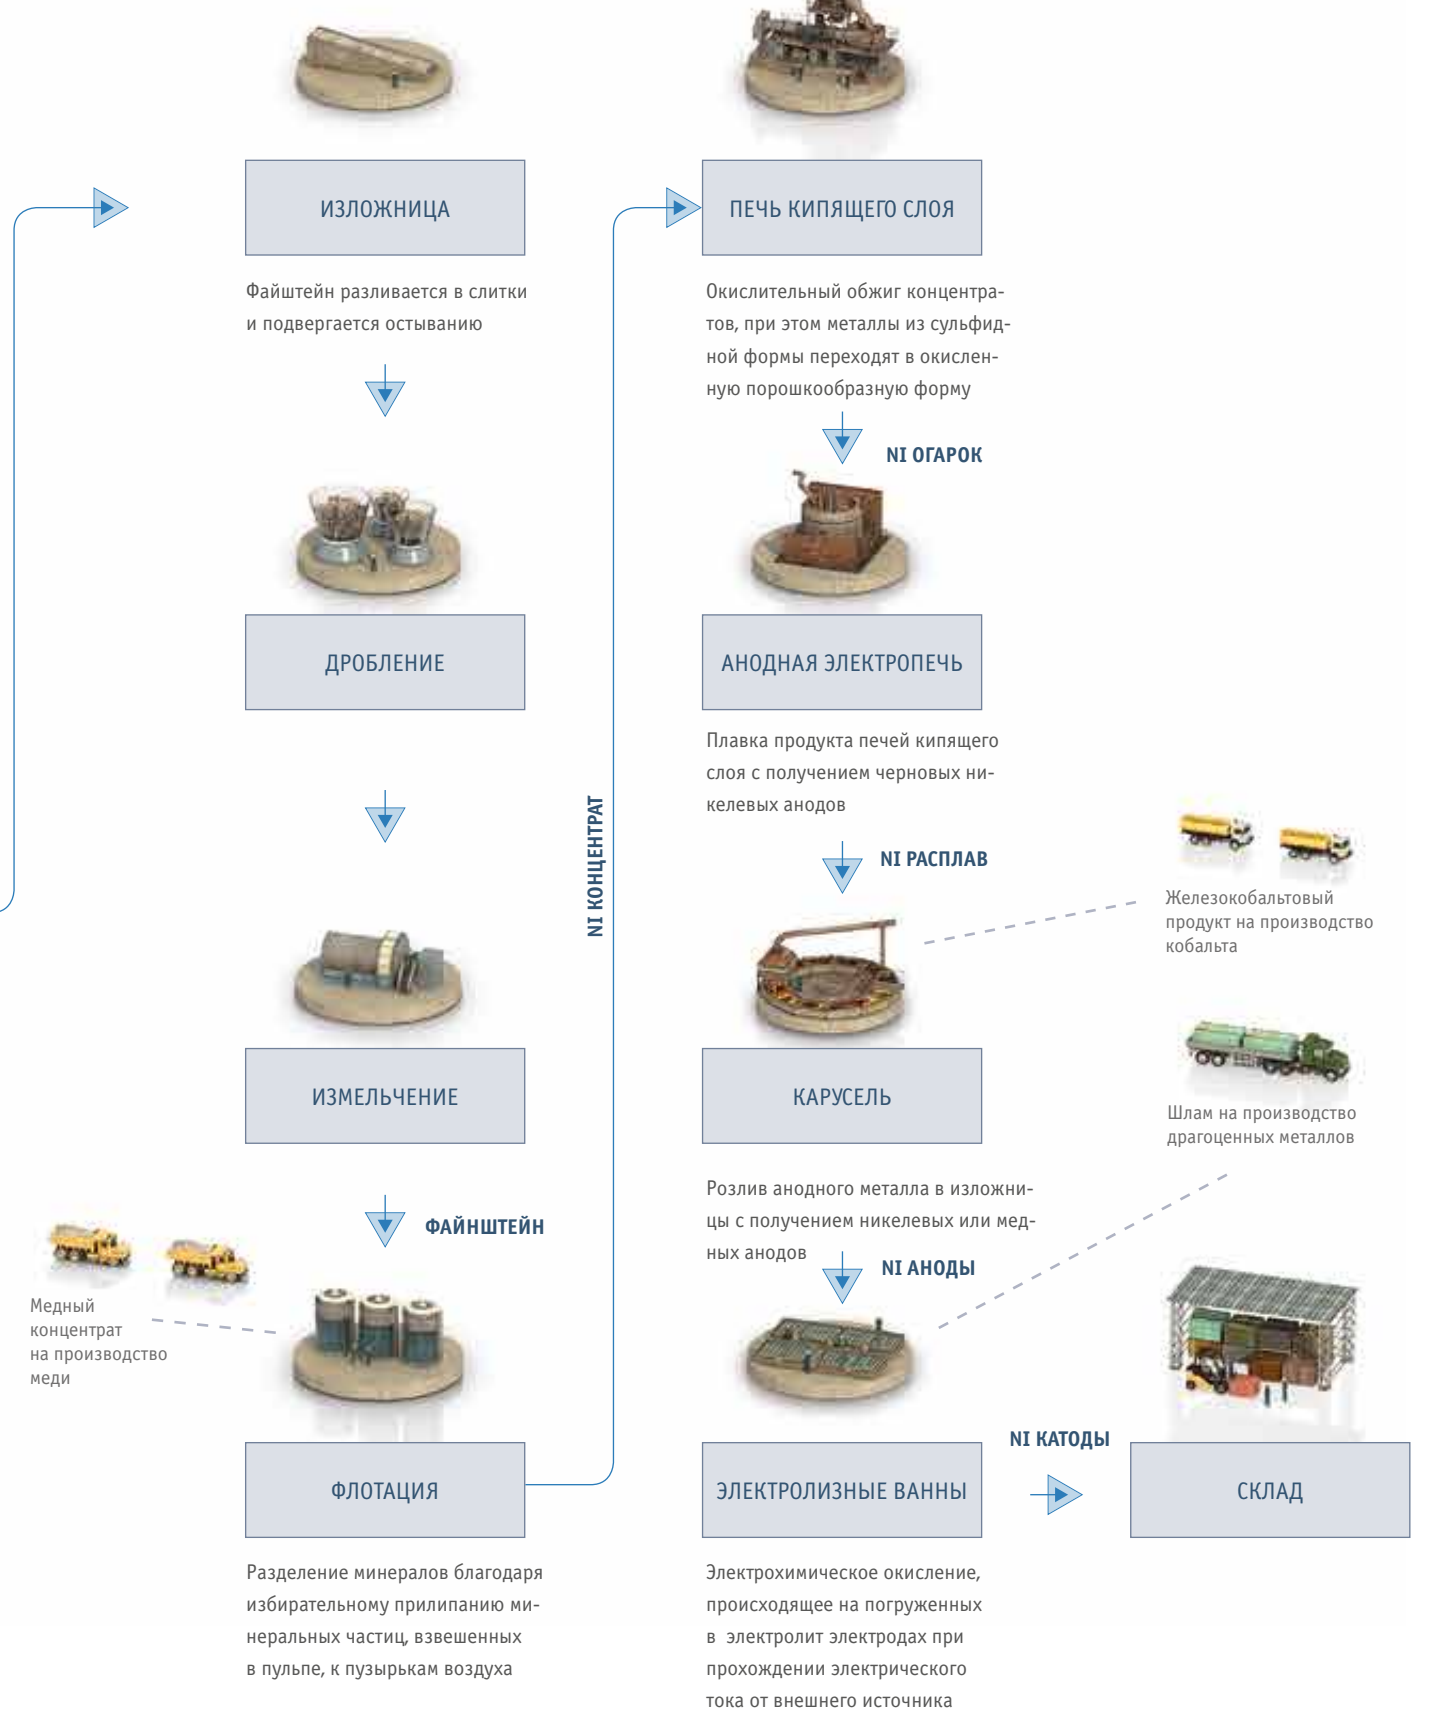 ИЗЛОЖНИЦА
Файштейн разливается в слитки
и подвергается остыванию
ДРОБЛЕНИЕ
ИЗМЕЛЬЧЕНИЕ
ФАЙНШТЕЙН
Медный
концентрат
на производство
меди
ФЛОТАЦИЯ
Разделение минералов благодаря
избирательному прилипанию ми-
неральных частиц, взвешенных
в пульпе, к пузырькам воздуха
NI КОНЦЕНТРАТ
ПЕЧЬ КИПЯЩЕГО СЛОЯ
Окислительный обжиг концентра-
тов, при этом металлы из сульфид-
ной формы переходят в окислен-
ную порошкообразную форму
NI ОГАРОК
АНОДНАЯ ЭЛЕКТРОПЕЧЬ
Плавка продукта печей кипящего
слоя с получением черновых ни-
келевых анодов
NI РАСПЛАВ
Железокобальтовый
продукт на производство
кобальта
КАРУСЕЛЬ
Розлив анодного металла в изложни-
цы с получением никелевых или мед-
ных анодов
NI АНОДЫ
Шлам на производство
драгоценных металлов
ЭЛЕКТРОЛИЗНЫЕ ВАННЫ
Электрохимическое окисление,
происходящее на погруженных
в электролит электродах при
прохождении электрического
тока от внешнего источника
NI КАТОДЫ
СКЛАД